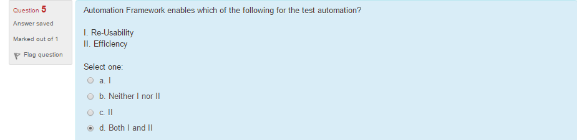 Question 5
Answer saved
Marked out of 1
Flag question
Automation Framework enables which of the following for the test automation?
I. Re-Usability
II. Efficiency
Select one:
a. I
b. Neither I nor II
c. II
d. Both I and II